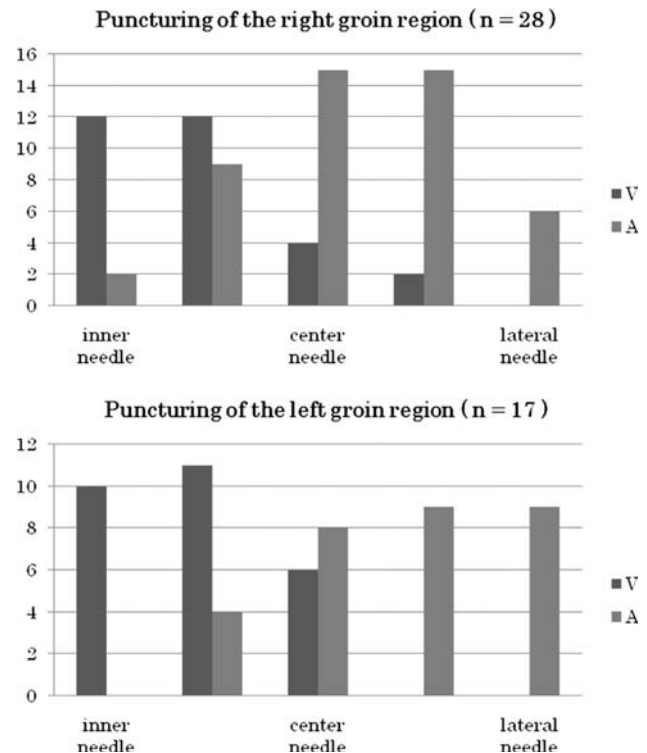 Puncturing of the right groin region ( n = 28 )
16
14
12
10
8
6
4
2
0
V
A
inner needle
center needle
lateral needle
Puncturing of the left groin region ( n = 17 )
12
10
8
6
4
2
0
V
A
inner needle
center needle
lateral needle